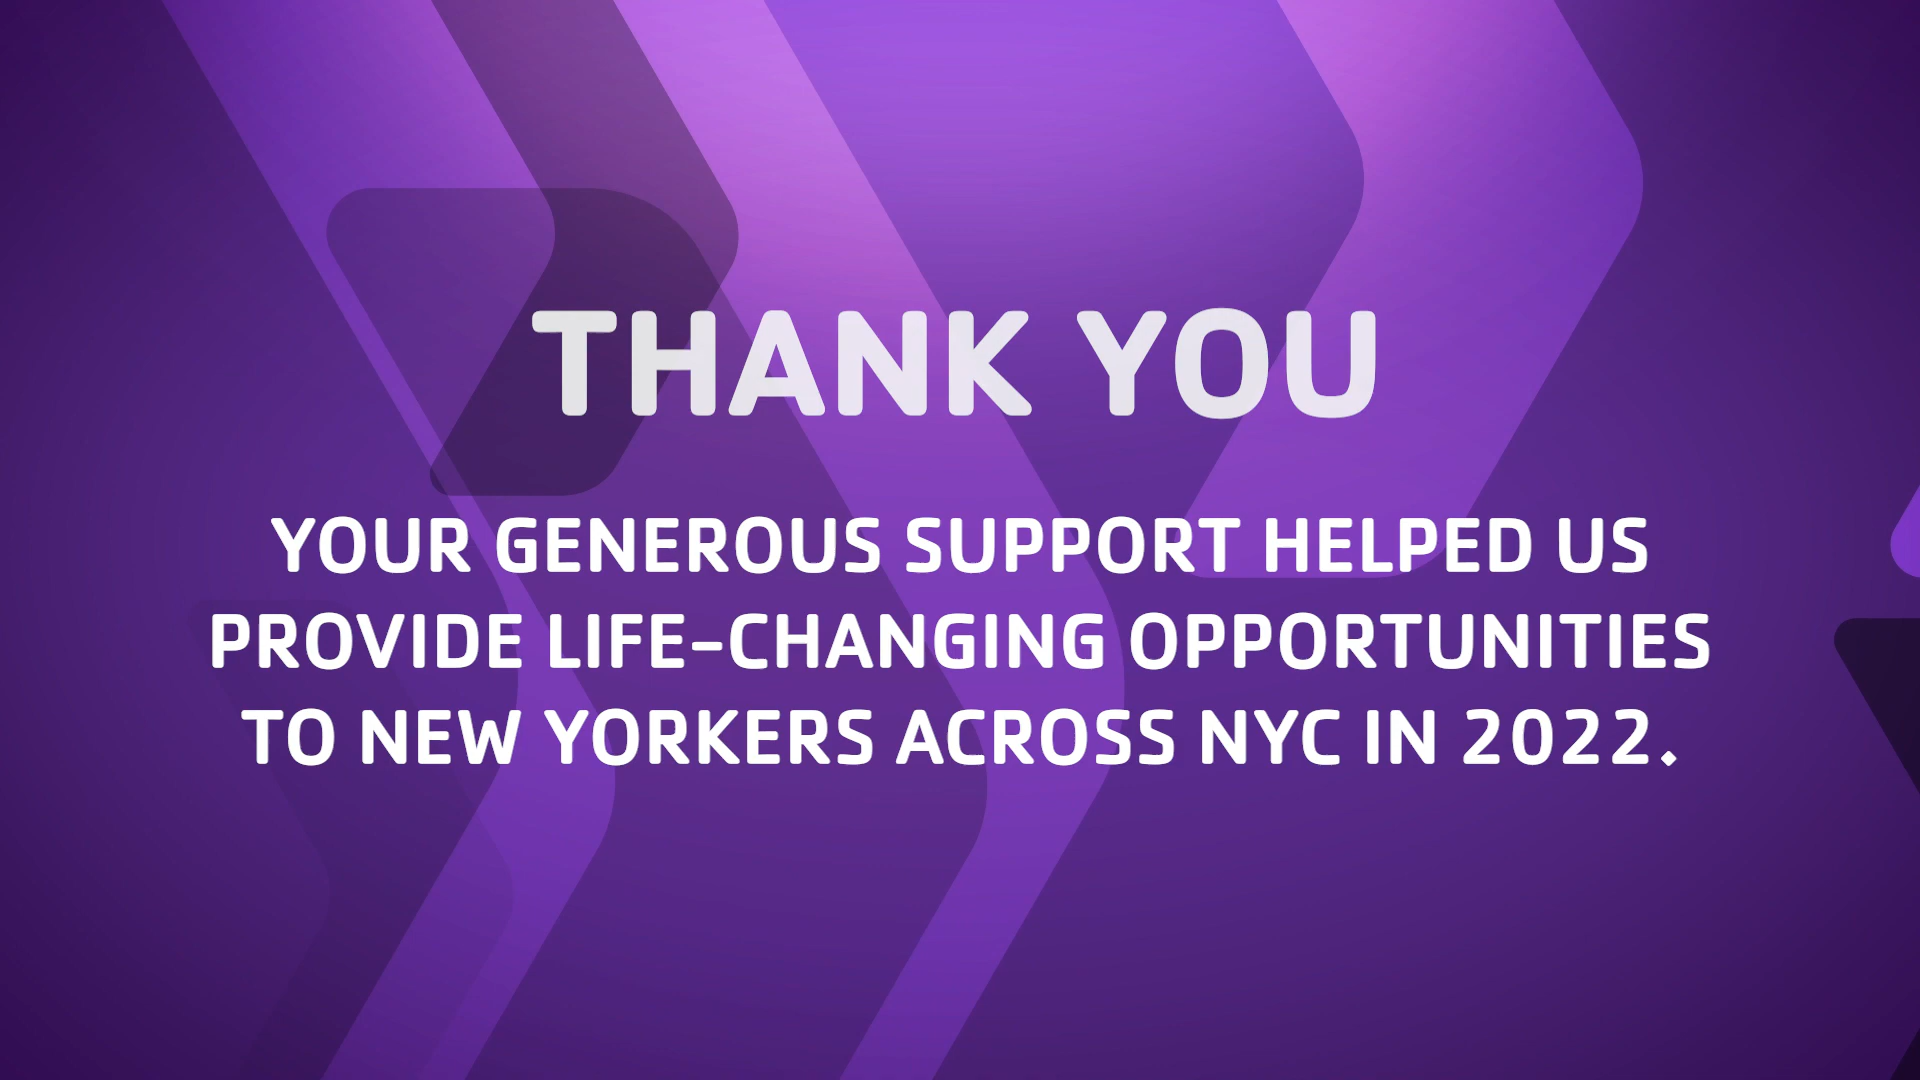 THANK YOU
YOUR GENEROUS SUPPORT HELPED US
PROVIDE LIFE-CHANGING OPPORTUNITIES
TO NEW YORKERS ACROSS NYC IN 2022.